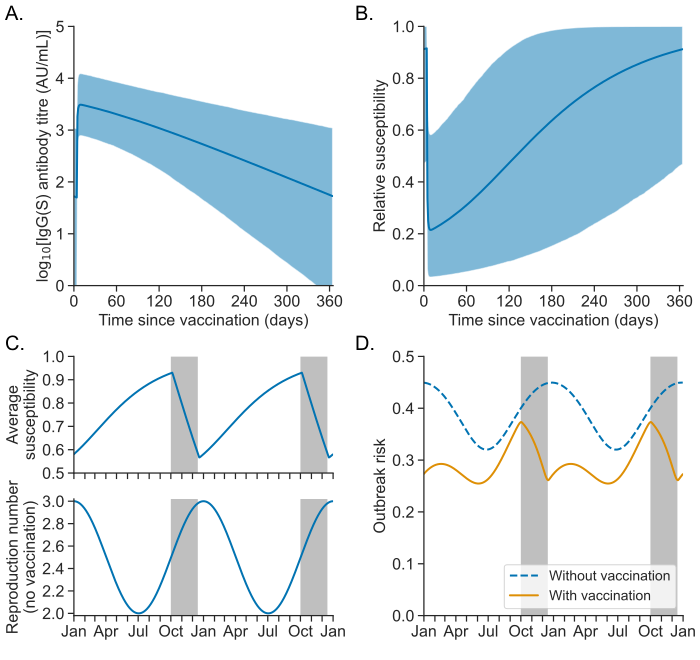 A.
log10[IgG(S) antibody titre (AU/mL)]
5
4
3
2
1
0
0 60 120 180 240 300 360
Time since vaccination (days)
B.
Relative susceptibility
1.0
0.8
0.6
0.4
0.2
0.0
0 60 120 180 240 300 360
Time since vaccination (days)
C.
Average
susceptibility
1.0
0.9
0.8
0.7
0.6
0.5
Reproduction number
(no vaccination)
3.0
2.8
2.6
2.4
2.2
2.0
Jan Apr Jul Oct Jan Apr Jul Oct Jan
D.
Outbreak risk
0.5
0.4
0.3
0.2
0.1
0.0
Without vaccination
With vaccination
Jan Apr Jul Oct Jan Apr Jul Oct Jan